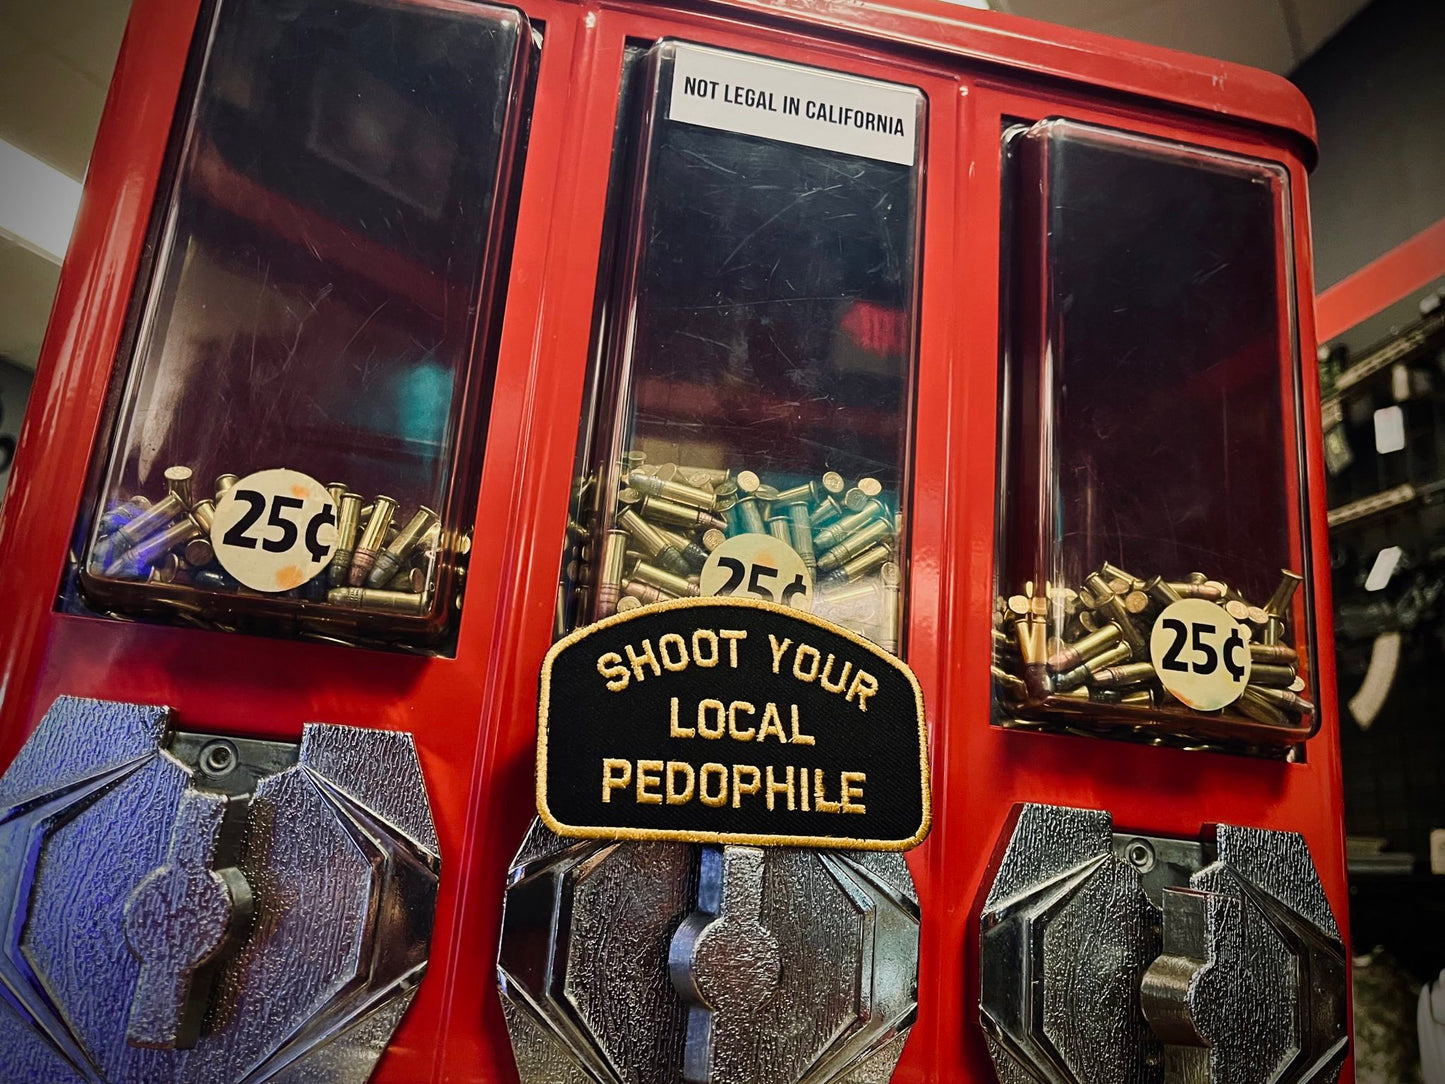 NOT LEGAL IN CALIFORNIA
25¢
25¢
25¢
SHOOT YOUR
LOCAL
PEDOPHILE